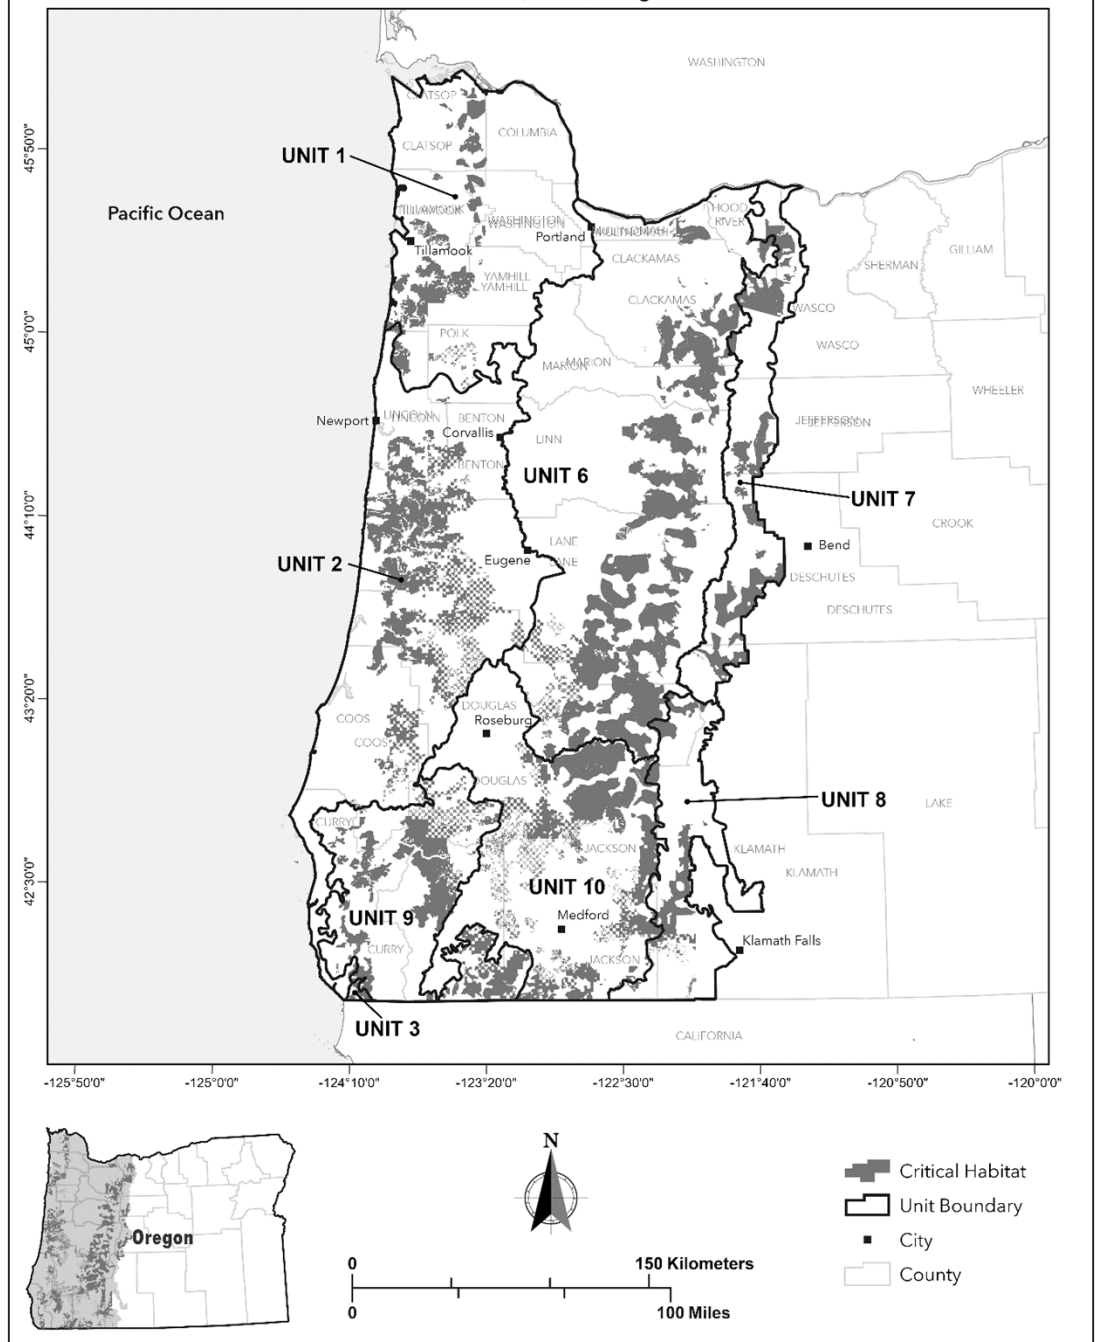 WASHINGTON
CLATSOP
COLUMBIA
CLATSOP
UNIT 1
45°50'0"
Pacific Ocean
TILLAMOOK
WASHINGTON
WASHINGTON
HOOD
RIVER
Portland
MULTNOMAH
Tillamook
CLACKAMAS
GILLIAM
SHERMAN
YAMHILL
YAMHILL
CLACKAMAS
WASCO
45°0'0"
POLK
WASCO
MARION
MARION
WHEELER
Newport
LINCOLN
LINCOLN
BENTON
JEFFERSON
JEFFERSON
Corvallis
LINN
BENTON
UNIT 6
UNIT 7
44°10'0"
CROOK
LANE
Bend
Eugene
LANE
UNIT 2
DESCHUTES
DESCHUTES
43°20'0"
DOUGLAS
COOS
Roseburg
COOS
DOUGLAS
UNIT 8
LAKE
CURRY
JACKSON
KLAMATH
KLAMATH
42°30'0"
UNIT 10
UNIT 9
Medford
CURRY
Klamath Falls
JACKSON
UNIT 3
CALIFORNIA
-125°50'0"
-125°0'0"
-124°10'0"
-123°20'0"
-122°30'0"
-121°40'0"
-120°50'0"
-120°0'0"
N
Oregon
0
150 Kilometers
0
100 Miles
Critical Habitat
Unit Boundary
City
County